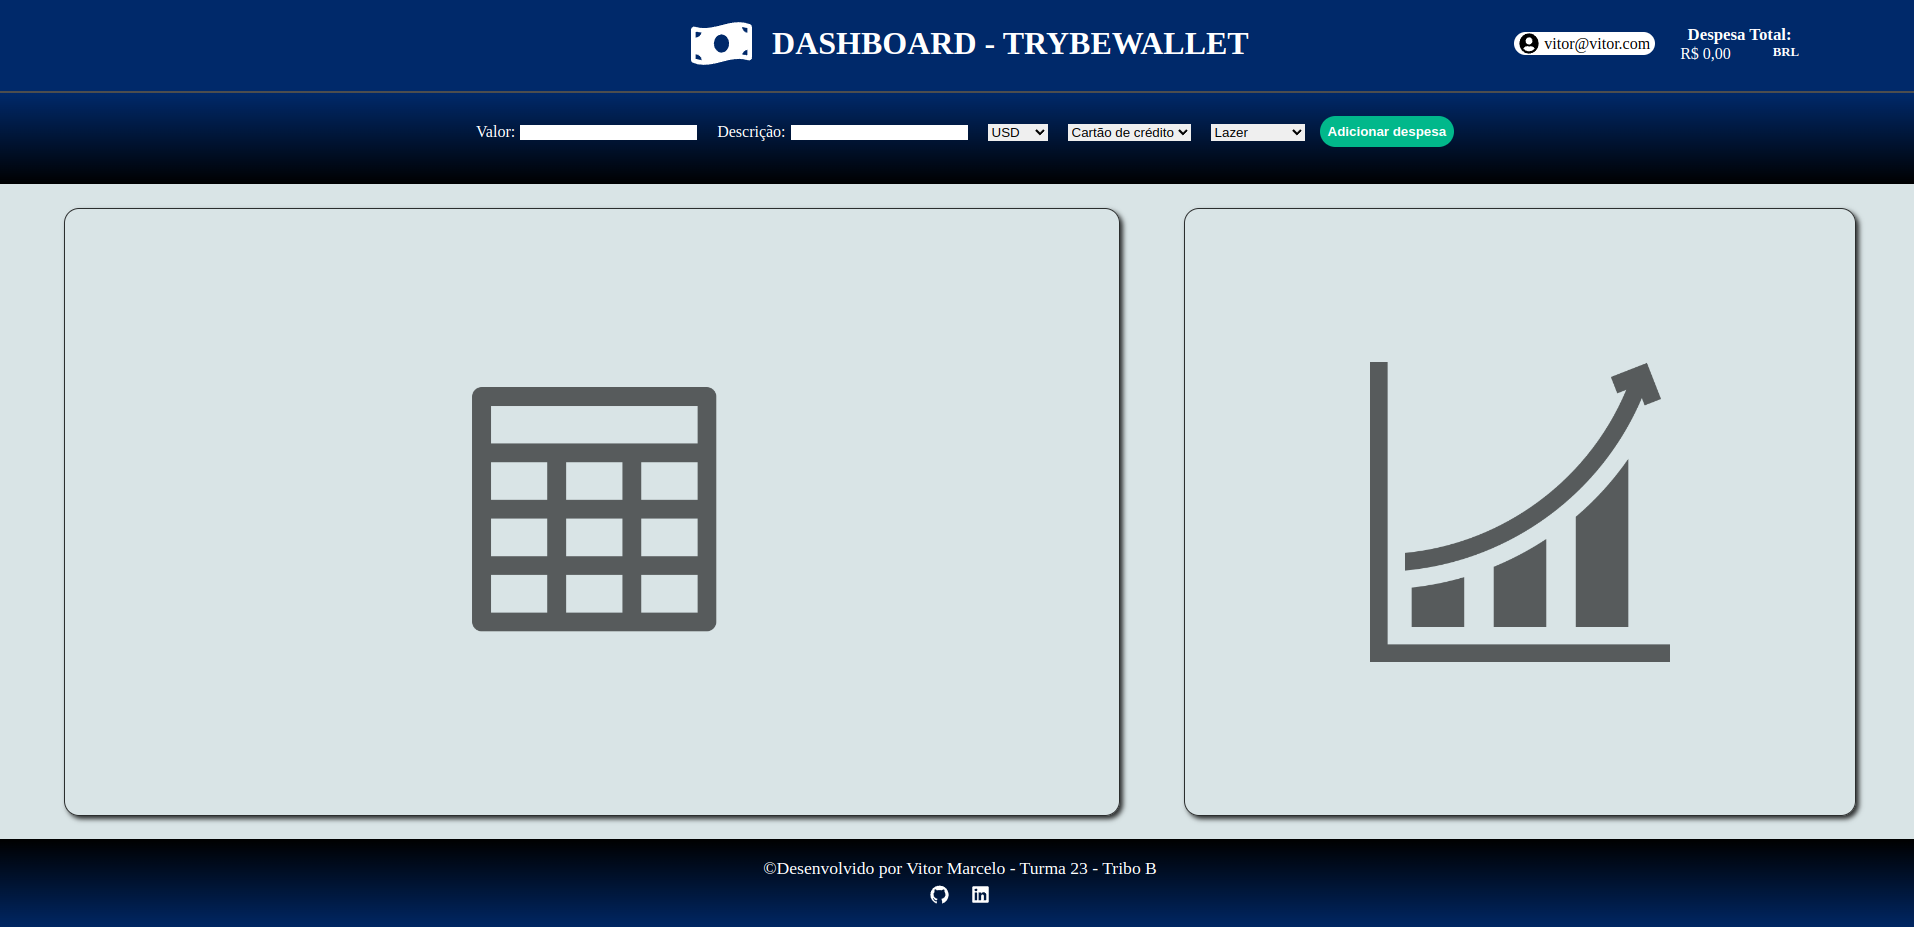 DASHBOARD - TRYBEWALLET
vitor@vitor.com
Despesa Total:
R$ 0,00 BRL
Valor: Descrição: USD Cartão de crédito Lazer Adicionar despesa
©Desenvolvido por Vitor Marcelo - Turma 23 - Tribo B